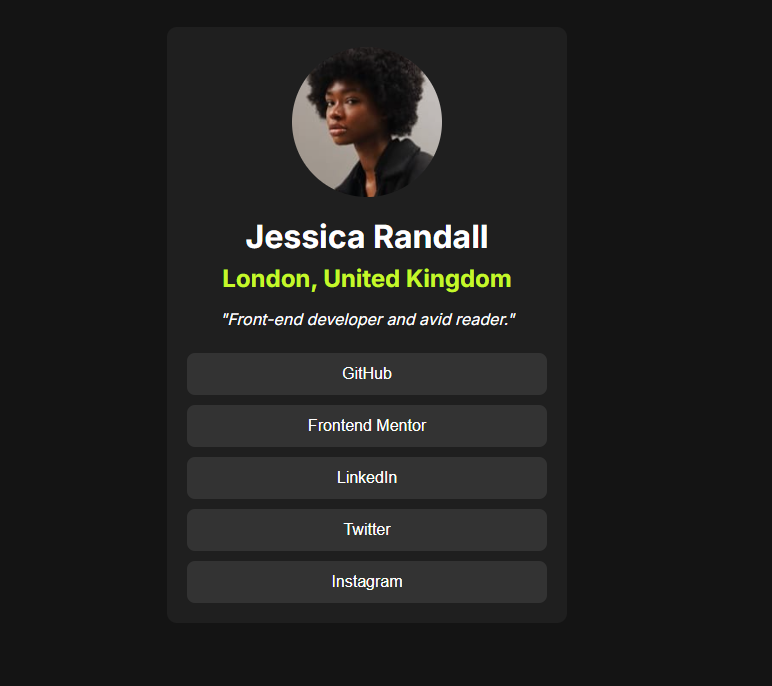 Jessica Randall
London, United Kingdom
"Front-end developer and avid reader."
GitHub
Frontend Mentor
LinkedIn
Twitter
Instagram